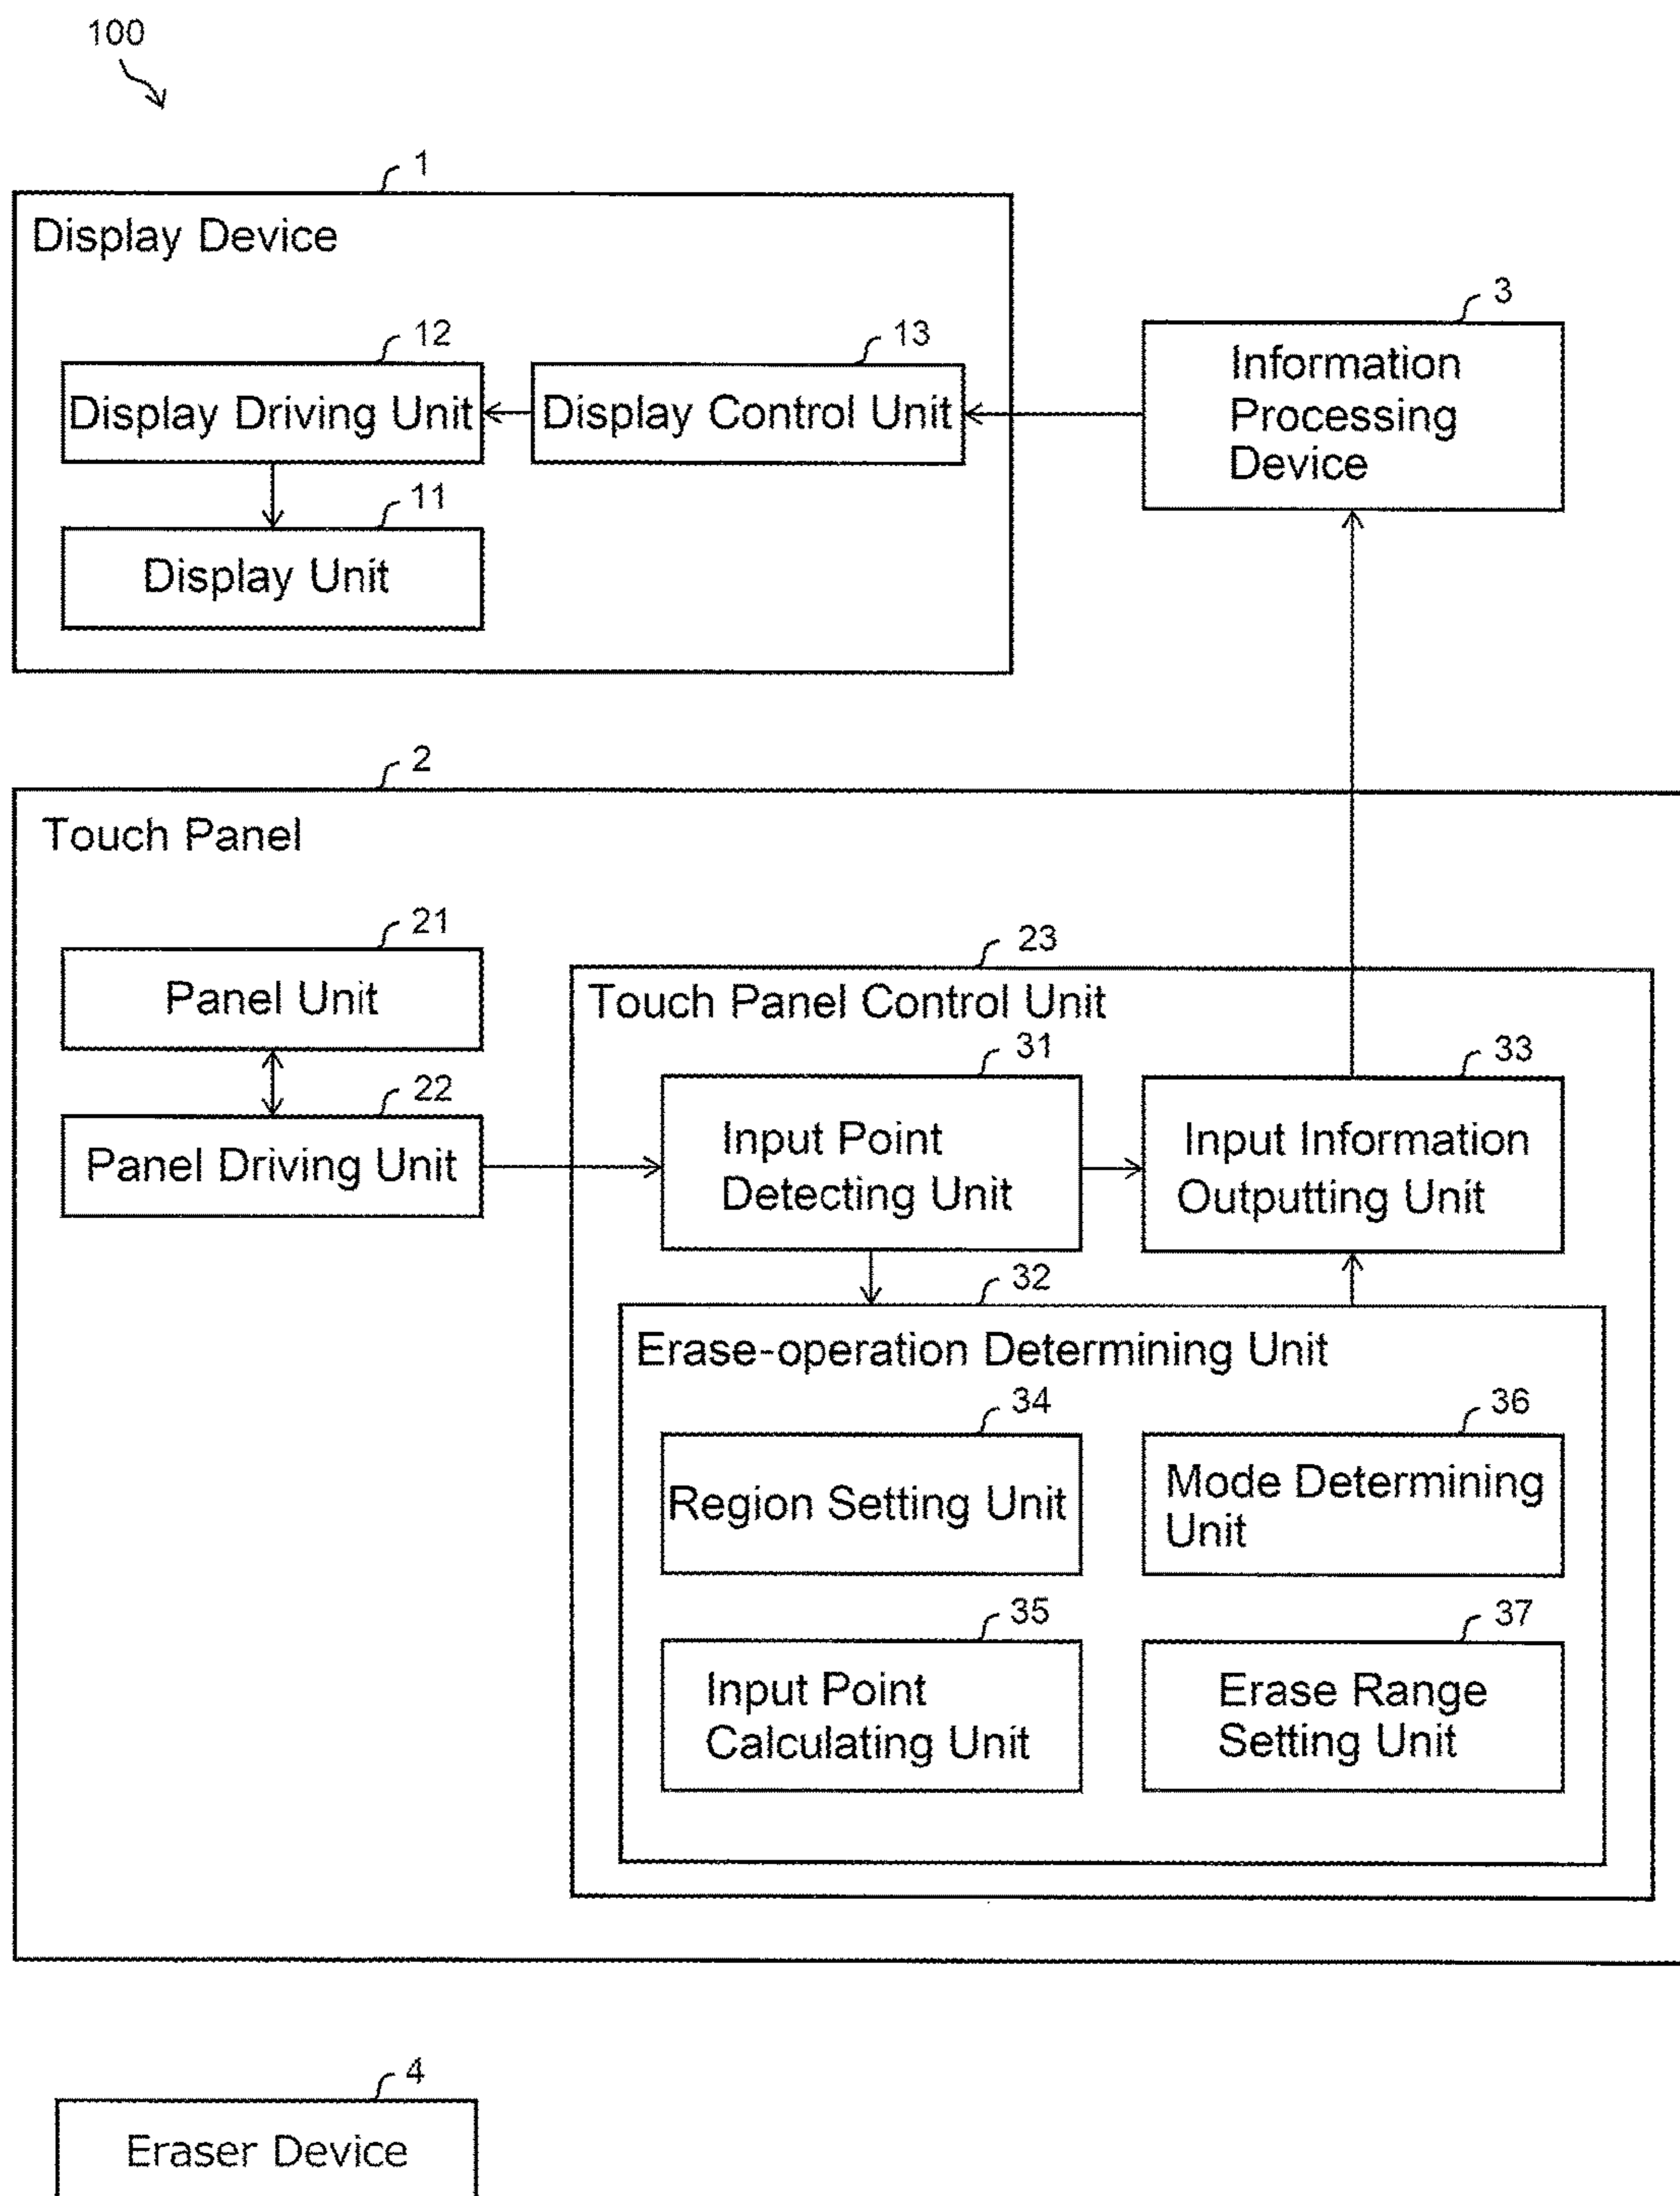 100
1
Display Device
3
12
13
Information
Processing
Device
Display Driving Unit
Display Control Unit
11
Display Unit
2
Touch Panel
21
Panel Unit
23
Touch Panel Control Unit
22
Panel Driving Unit
31
Input Point
Detecting Unit
33
Input Information
Outputting Unit
32
Erase-operation Determining Unit
34
Region Setting Unit
36
Mode Determining
Unit
35
Input Point
Calculating Unit
37
Erase Range
Setting Unit
4
Eraser Device